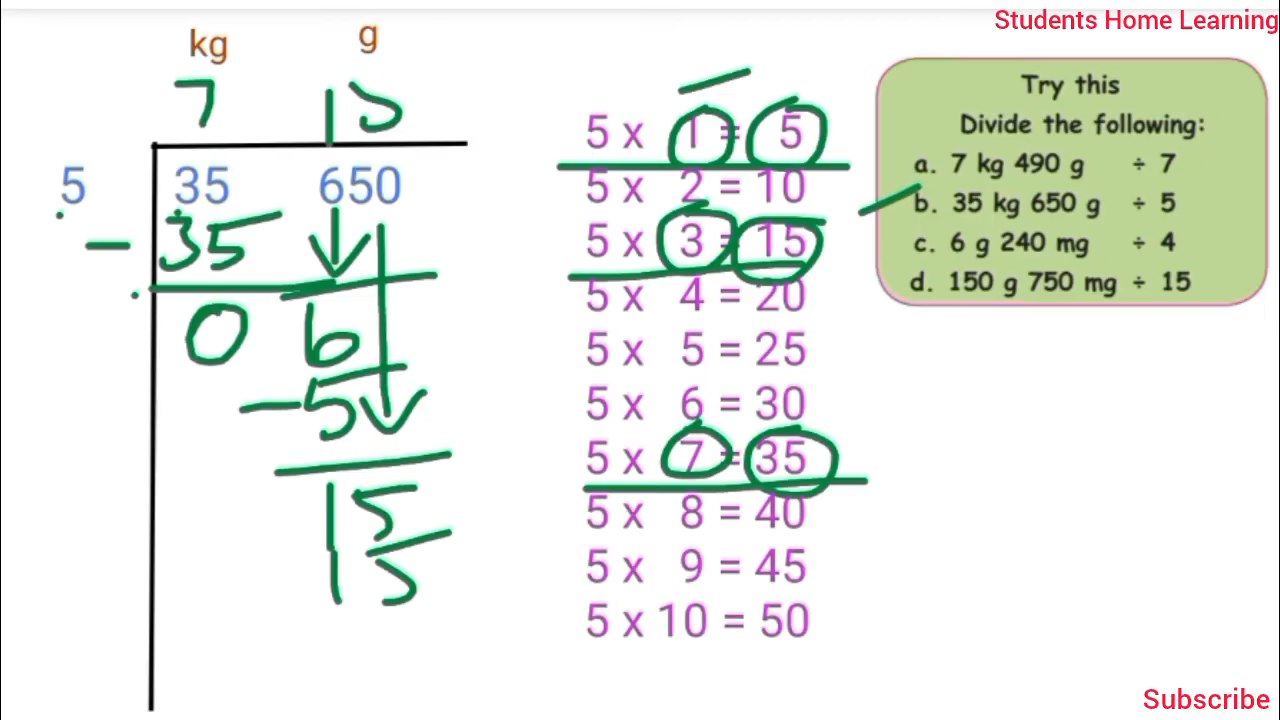 Students Home Learning
kg g
7 13
5 35 650
- 35
0 6
- 5
15
15
5 x 1 = 5
5 x 2 = 10
5 x 3 = 15
5 x 4 = 20
5 x 5 = 25
5 x 6 = 30
5 x 7 = 35
5 x 8 = 40
5 x 9 = 45
5 x 10 = 50
Try this
Divide the following:
a. 7 kg 490 g ÷ 7
b. 35 kg 650 g ÷ 5
c. 6 g 240 mg ÷ 4
d. 150 g 750 mg ÷ 15
Subscribe